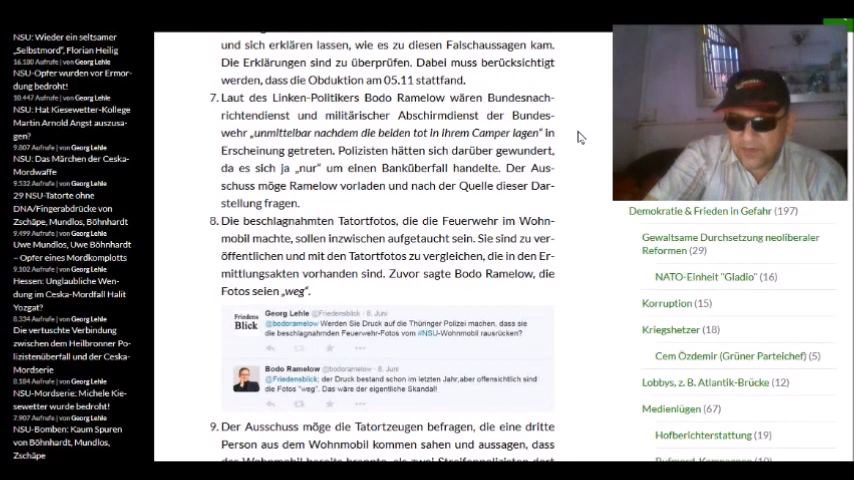 NSU: Wieder ein seltsamer
„Selbstmord“, Florian Heilig
16.180 Aufrufe | von Georg Lehle
NSU-Opfer wurden vor Ermor-
dung bedroht!
10.447 Aufrufe | von Georg Lehle
NSU: Hat Kiesewetter-Kollege
Martin Arnold Angst auszusa-
gen?
9.807 Aufrufe | von Georg Lehle
NSU: Das Märchen der Ceska-
Mordwaffe
9.532 Aufrufe | von Georg Lehle
29 NSU-Tatorte ohne
DNA/Fingerabdrücke von
Zschäpe, Mundlos, Böhnhardt
9.499 Aufrufe | von Georg Lehle
Uwe Mundlos, Uwe Böhnhardt
– Opfer eines Mordkomplotts
9.102 Aufrufe | von Georg Lehle
Hessen: Unglaubliche Wen-
dung im Ceska-Mordfall Halit
Yozgat?
8.334 Aufrufe | von Georg Lehle
Die vertuschte Verbindung
zwischen dem Heilbronner Po-
lizistenüberfall und der Ceska-
Mordserie
8.184 Aufrufe | von Georg Lehle
NSU-Mordserie: Michele Kie-
sewetter wurde bedroht!
7.907 Aufrufe | von Georg Lehle
NSU-Bomben: Kaum Spuren
von Böhnhardt, Mundlos,
Zschäpe
und sich erklären lassen, wie es zu diesen Falschaussagen kam.
Die Erklärungen sind zu überprüfen. Dabei muss berücksichtigt
werden, dass die Obduktion am 05.11 stattfand.
7. Laut des Linken-Politikers Bodo Ramelow wären Bundesnach-
richtendienst und militärischer Abschirmdienst der Bundes-
wehr „unmittelbar nachdem die beiden tot in ihrem Camper lagen“ in
Erscheinung getreten. Polizisten hätten sich darüber gewundert,
da es sich ja „nur“ um einen Banküberfall handelte. Der Aus-
schuss möge Ramelow vorladen und nach der Quelle dieser Dar-
stellung fragen.
8. Die beschlagnahmten Tatortfotos, die die Feuerwehr im Wohn-
mobil machte, sollen inzwischen aufgetaucht sein. Sie sind zu ver-
öffentlichen und mit den Tatortfotos zu vergleichen, die in den Er-
mittlungsakten vorhanden sind. Zuvor sagte Bodo Ramelow, die
Fotos seien „weg“.
Friedens
Blick
Georg Lehle @Friedensblick · 8. Juni
@bodoramelow Werden Sie Druck auf die Thüringer Polizei machen, dass sie
die beschlagnahmten Feuerwehr-Fotos vom #NSU-Wohnmobil rausrücken?
Bodo Ramelow @bodoramelow · 8. Juni
@Friedensblick; der Druck bestand schon im letzten Jahr,aber offensichtlich sind
die Fotos "weg". Das wäre der eigentliche Skandal!
9. Der Ausschuss möge die Tatortzeugen befragen, die eine dritte
Person aus dem Wohnmobil kommen sahen und aussagen, dass
Demokratie & Frieden in Gefahr (197)
Gewaltsame Durchsetzung neoliberaler
Reformen (29)
NATO-Einheit "Gladio" (16)
Korruption (15)
Kriegshetzer (18)
Cem Özdemir (Grüner Parteichef) (5)
Lobbys, z. B. Atlantik-Brücke (12)
Medienlügen (67)
Hofberichterstattung (19)